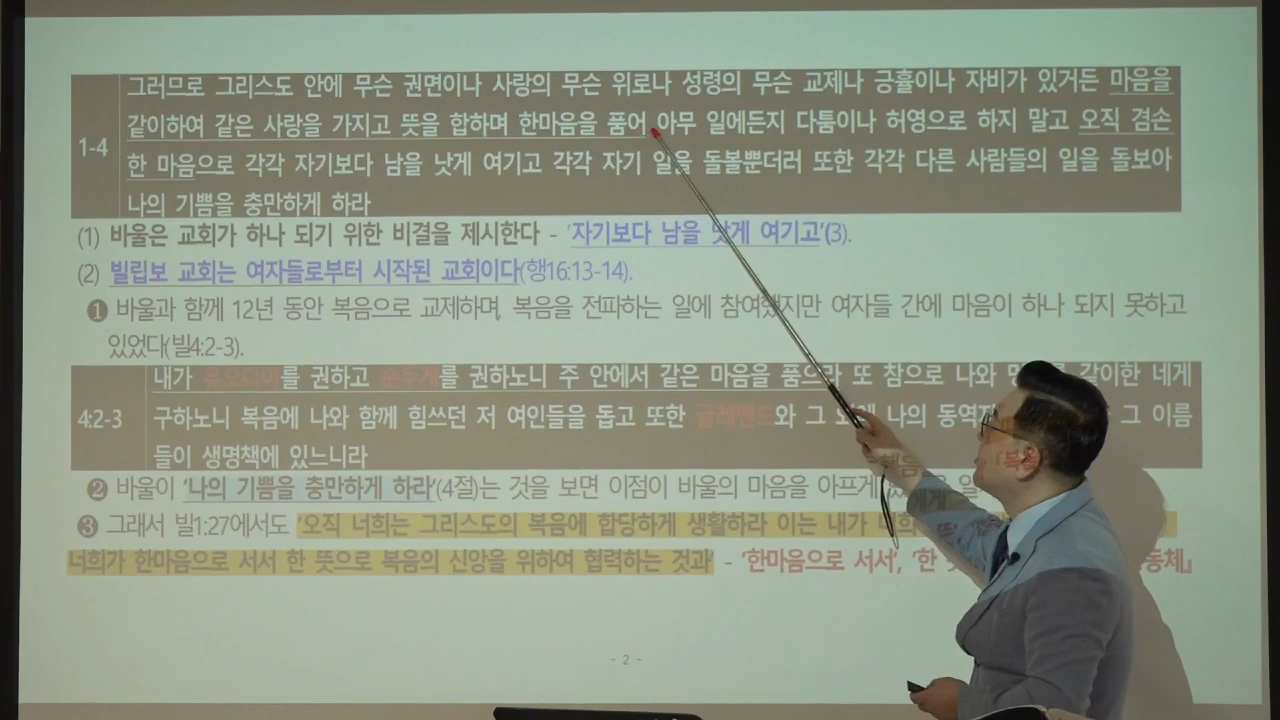 그러므로 그리스도 안에 무슨 권면이나 사랑의 무슨 위로나 성령의 무슨 교제나 긍휼이나 자비가 있거든 마음을
같이하여 같은 사랑을 가지고 뜻을 합하며 한마음을 품어 아무 일에든지 다툼이나 허영으로 하지 말고 오직 겸손
1-4
한 마음으로 각각 자기보다 남을 낫게 여기고 각각 자기 일을 돌볼뿐더러 또한 각각 다른 사람들의 일을 돌보아
나의 기쁨을 충만하게 하라
(1) 바울은 교회가 하나 되기 위한 비결을 제시한다 - '자기보다 남을 낫게 여기고'(3).
(2) 빌립보 교회는 여자들로부터 시작된 교회이다(행16:13-14).
❶ 바울과 함께 12년 동안 복음으로 교제하며, 복음을 전파하는 일에 참여했지만 여자들 간에 마음이 하나 되지 못하고
있었다(빌4:2-3).
내가 유오디아를 권하고 순두게를 권하노니 주 안에서 같은 마음을 품으라 또 참으로 나와 같이한 네게
4:2-3
구하노니 복음에 나와 함께 힘쓰던 저 여인들을 돕고 또한 글레멘드와 그 나의 그 이름
들이 생명책에 있느니라
❷ 바울이 '나의 기쁨을 충만하게 하라'(4절)는 것을 보면 이점이 바울의 마음을 아프게
❸ 그래서 빌1:27에서도 '오직 너희는 그리스도의 복음에 합당하게 생활하라 이는 내가
너희가 한마음으로 서서 한 뜻으로 복음의 신앙을 위하여 협력하는 것과' - '한마음으로 서서', '한
- 2 -